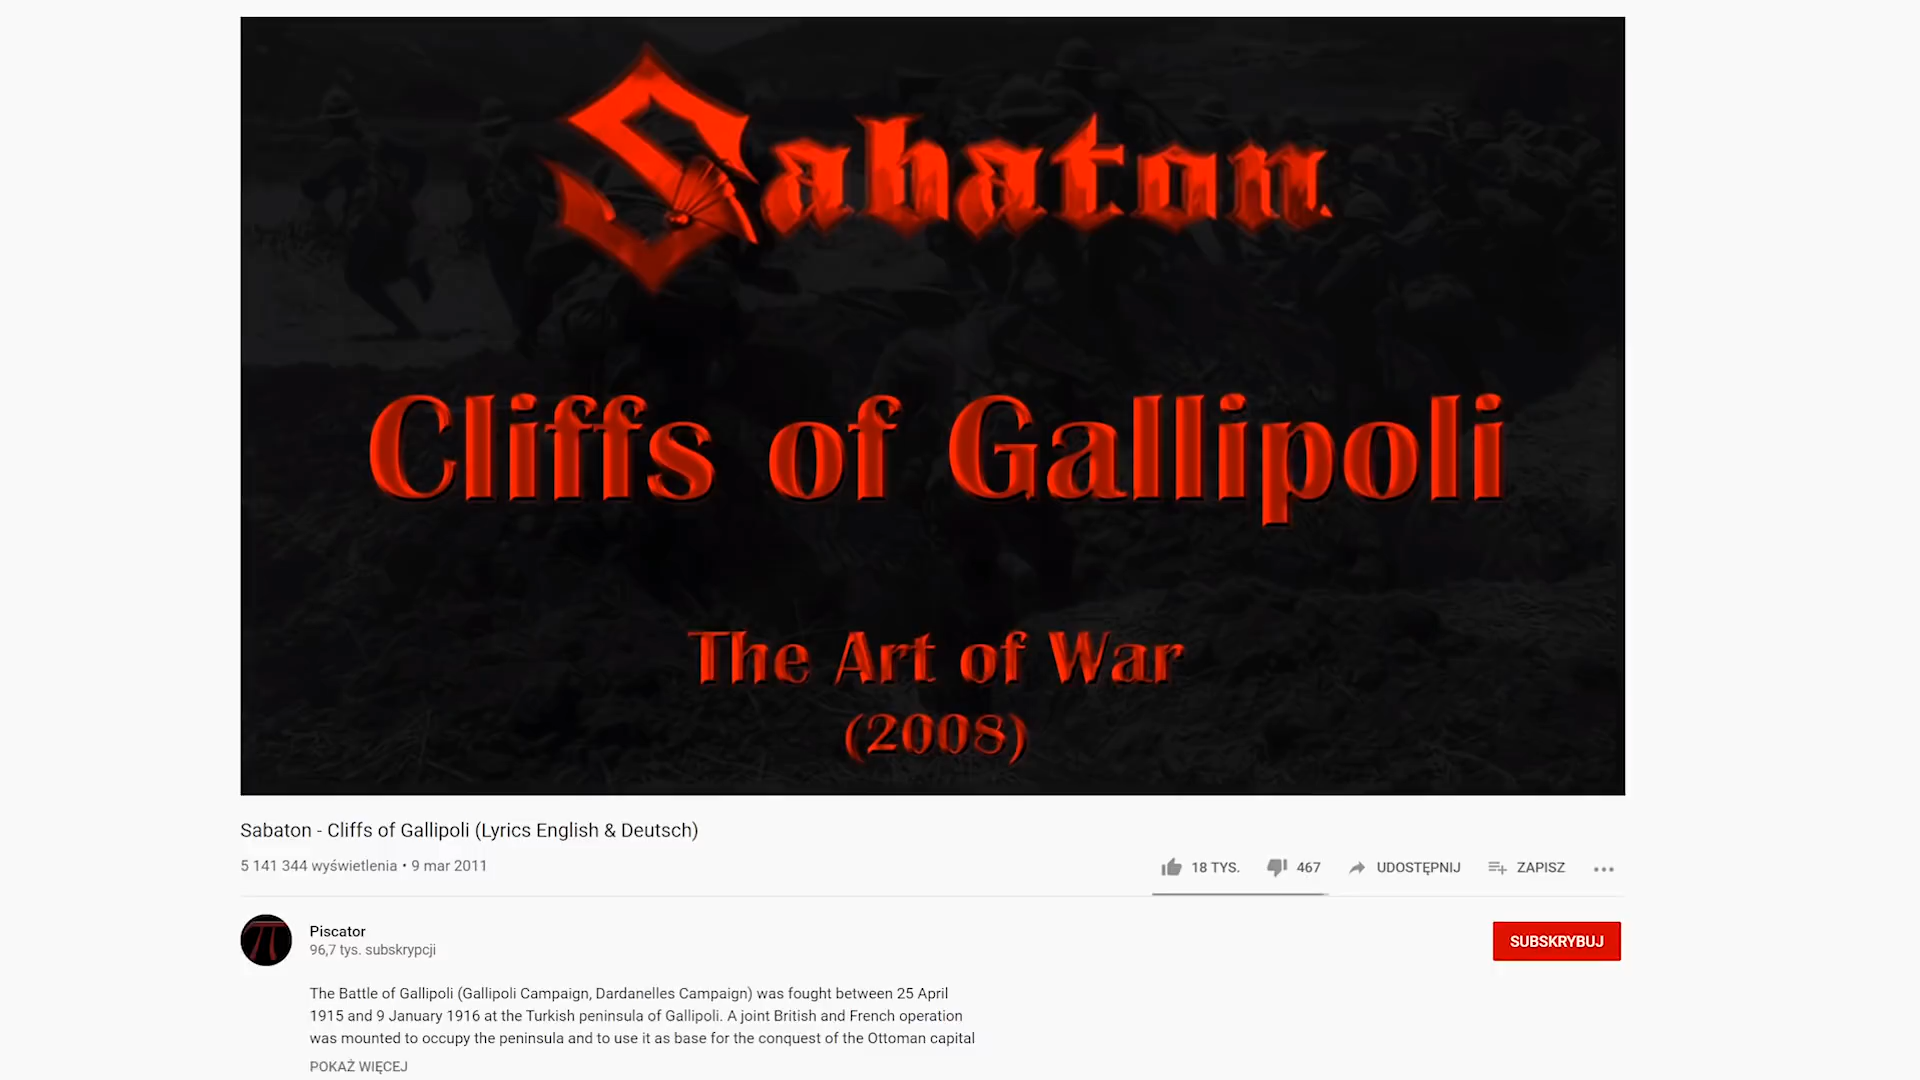 Sabaton
Cliffs of Gallipoli
The Art of War
(2008)
Sabaton - Cliffs of Gallipoli (Lyrics English & Deutsch)
5 141 344 wyświetlenia • 9 mar 2011
18 TYS. 467 UDOSTĘPNIJ ZAPISZ
Piscator
96,7 tys. subskrypcji
SUBSKRYBUJ
The Battle of Gallipoli (Gallipoli Campaign, Dardanelles Campaign) was fought between 25 April
1915 and 9 January 1916 at the Turkish peninsula of Gallipoli. A joint British and French operation
was mounted to occupy the peninsula and to use it as base for the conquest of the Ottoman capital
POKAŻ WIĘCEJ